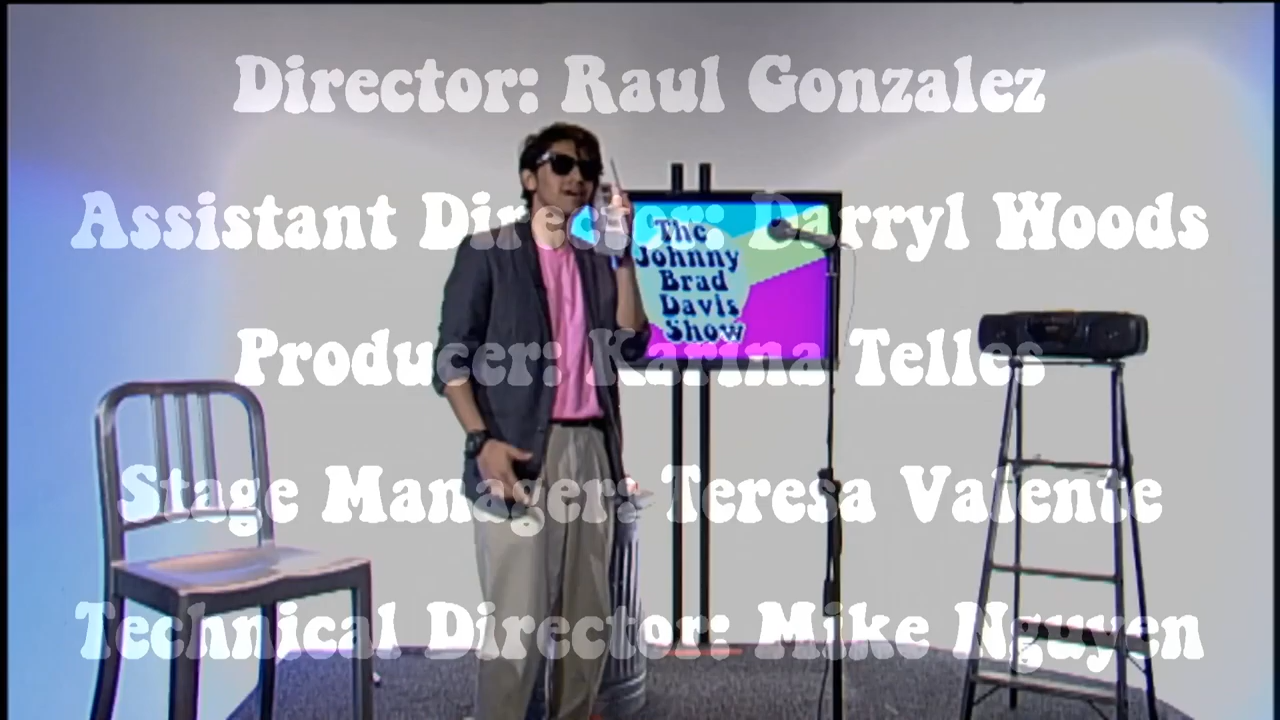 Director: Raul Gonzalez
Assistant Director: Darryl Woods
The
Johnny
Brad
Davis
Show
Producer: Karina Telles
Stage Manager: Teresa Valente
Technical Director: Mike Nguyen